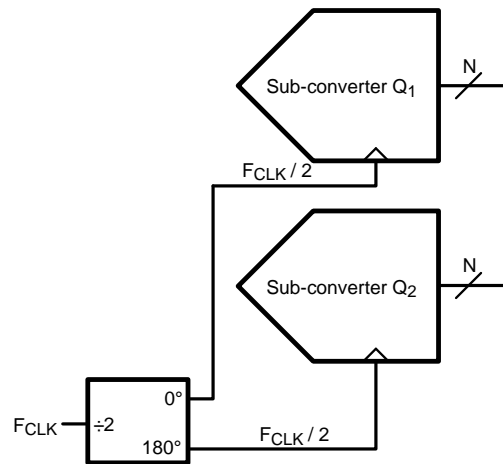 N
Sub-converter Q1
FCLK / 2
N
Sub-converter Q2
0°
FCLK
÷2
180°
FCLK / 2